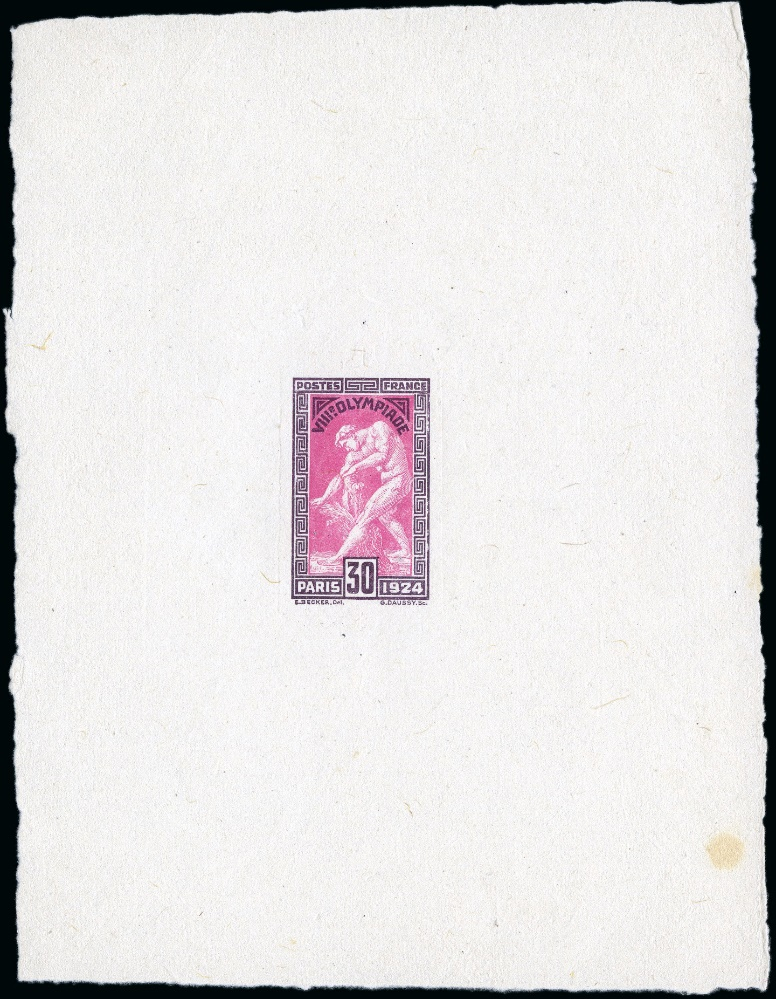 POSTES FRANCE
VIIIᵉ OLYMPIADE
PARIS 30 1924
E.BECKER, Del. G.DAUSSY. Sc.